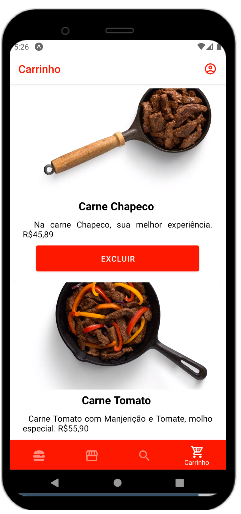 5:26
Carrinho
Carne Chapeco
Na carne Chapeco, sua melhor experiência.
R$45,89
EXCLUIR
Carne Tomato
Carne Tomato com Manjericão e Tomate, molho
especial. R$55,90
Carrinho